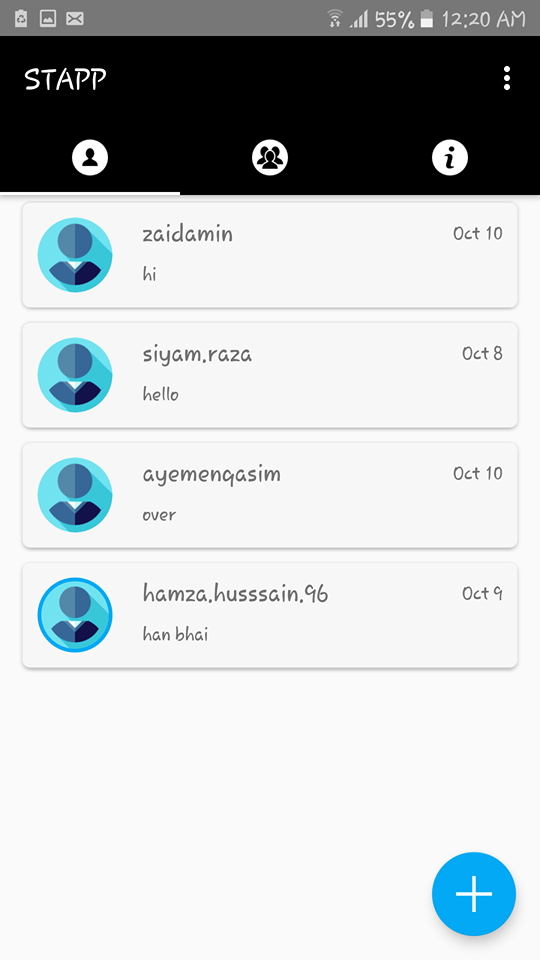 55% 12:20 AM
STAPP
zaidamin Oct 10
hi
siyam.raza Oct 8
hello
ayemenqasim Oct 10
over
hamza.husssain.96 Oct 9
han bhai